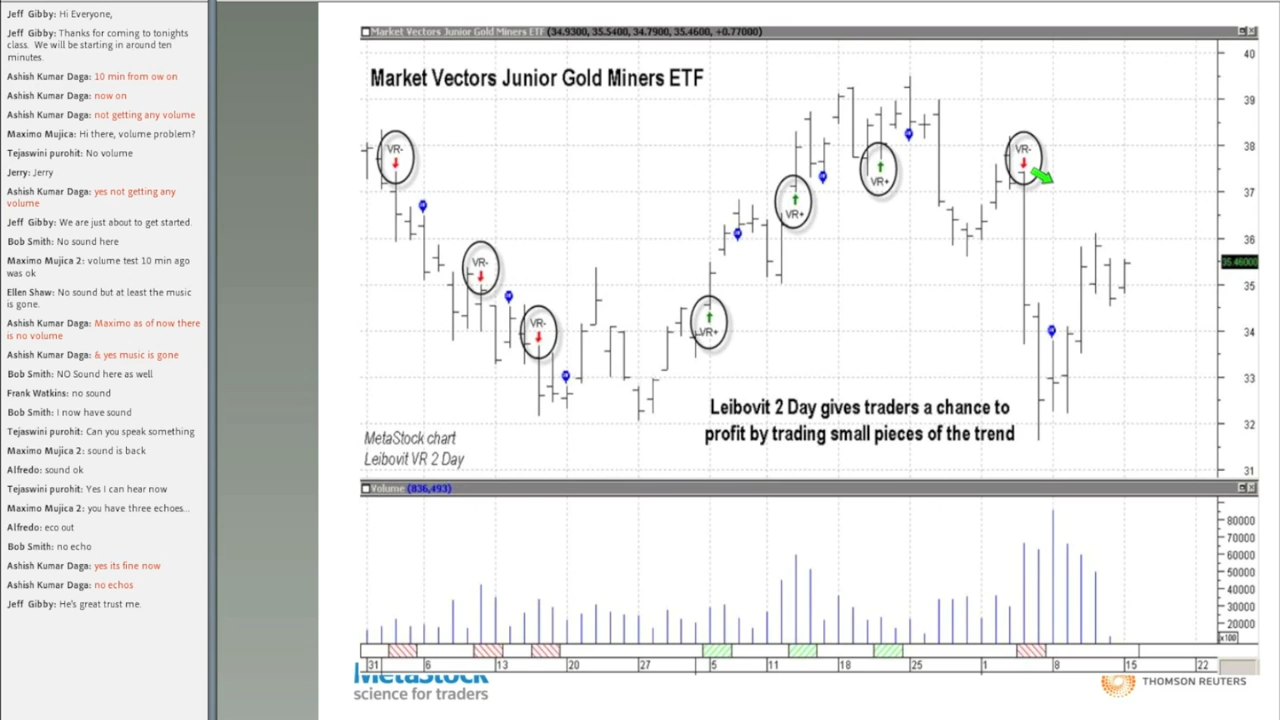 Jeff Gibby: Hi Everyone,
Jeff Gibby: Thanks for coming to tonights
class. We will be starting in around ten
minutes.
Ashish Kumar Daga: 10 min from ow on
Ashish Kumar Daga: now on
Ashish Kumar Daga: not getting any volume
Maximo Mujica: Hi there, volume problem?
Tejaswini purohit: No volume
Jerry: Jerry
Ashish Kumar Daga: yes not getting any
volume
Jeff Gibby: We are just about to get started.
Bob Smith: No sound here
Maximo Mujica 2: volume test 10 min ago
was ok
Ellen Shaw: No sound but at least the music
is gone.
Ashish Kumar Daga: Maximo as of now there
is no volume
Ashish Kumar Daga: & yes music is gone
Bob Smith: NO Sound here as well
Frank Watkins: no sound
Bob Smith: I now have sound
Tejaswini purohit: Can you speak something
Maximo Mujica 2: sound is back
Alfredo: sound ok
Tejaswini purohit: Yes I can hear now
Maximo Mujica 2: you have three echoes...
Alfredo: eco out
Bob Smith: no echo
Ashish Kumar Daga: yes its fine now
Ashish Kumar Daga: no echos
Jeff Gibby: He's great trust me.
Market Vectors Junior Gold Miners ETF (34.9300, 35.5400, 34.7900, 35.4600, +0.7700)
Market Vectors Junior Gold Miners ETF
40
39
38
37
36
35.46000
35
34
33
32
31
VR-
VR-
VR-
VR+
VR+
VR+
VR-
Leibovit 2 Day gives traders a chance to
profit by trading small pieces of the trend
MetaStock chart
Leibovit VR 2 Day
Volume (836,493)
80000
70000
60000
50000
40000
30000
20000
x100
31 6 13 20 27 5 11 18 25 1 8 15 22
MetaStock
science for traders
THOMSON REUTERS